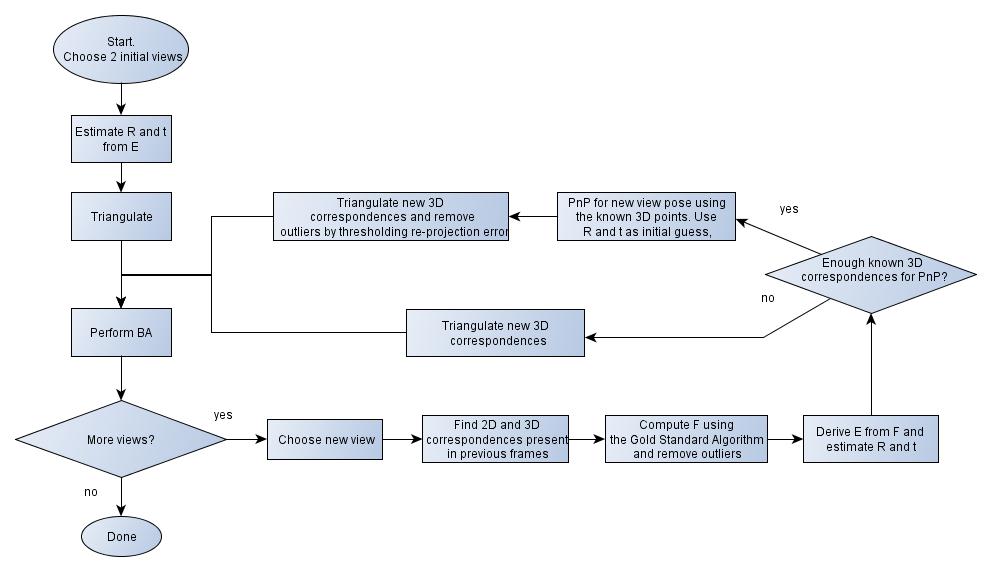 Start.
Choose 2 initial views
Estimate R and t
from E
Triangulate
Perform BA
More views?
yes
no
Done
Choose new view
Find 2D and 3D
correspondences present
in previous frames
Compute F using
the Gold Standard Algorithm
and remove outliers
Derive E from F and
estimate R and t
Enough known 3D
correspondences for PnP?
yes
no
PnP for new view pose using
the known 3D points. Use
R and t as initial guess,
Triangulate new 3D
correspondences and remove
outliers by thresholding re-projection error
Triangulate new 3D
correspondences